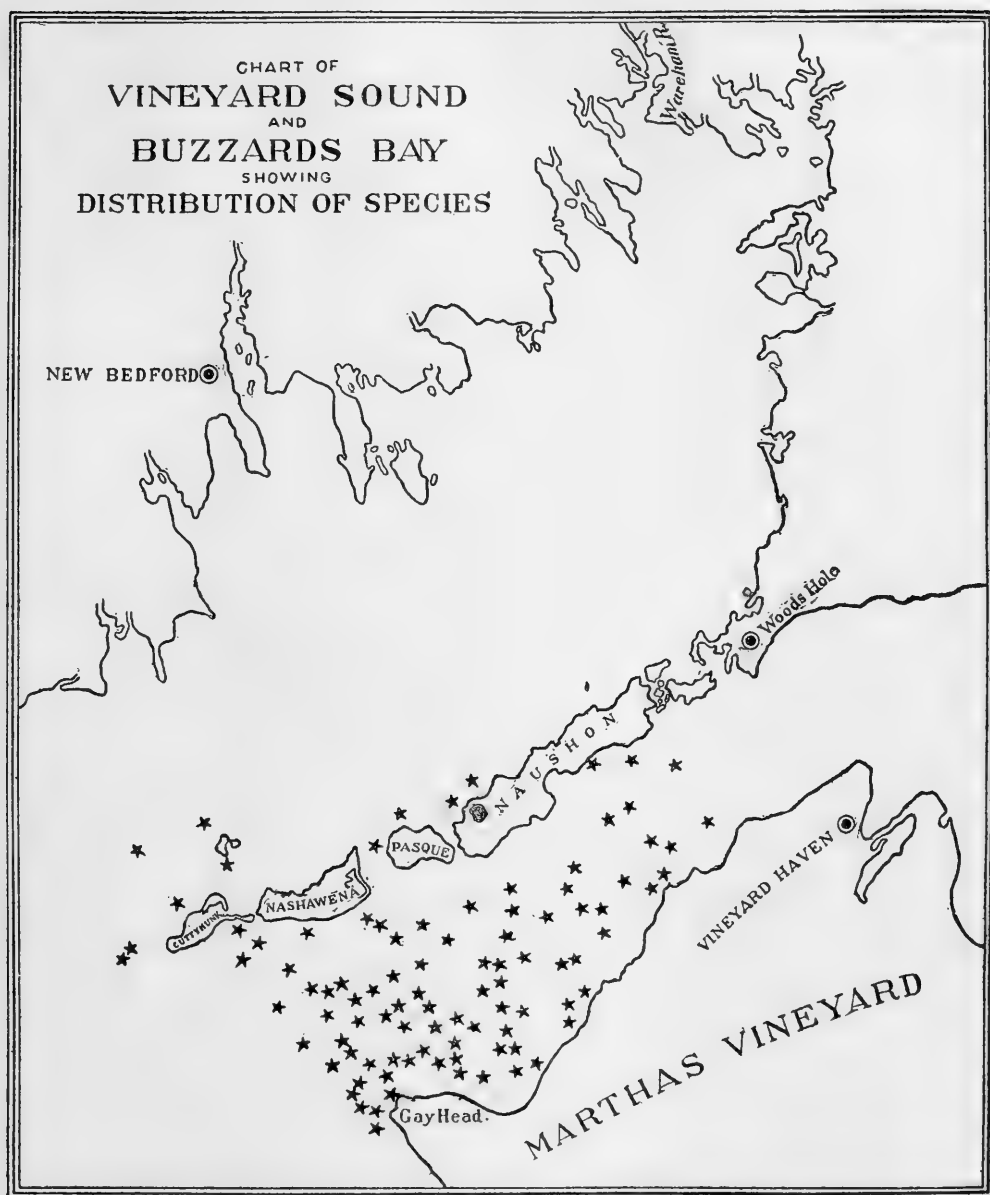 CHART OF
VINEYARD SOUND
AND
BUZZARDS BAY
SHOWING
DISTRIBUTION OF SPECIES
Wareham R.
NEW BEDFORD
Woods Hole
NAUSHON
PASQUE
NASHAWENA
CUTTYHUNK
VINEYARD HAVEN
MARTHAS VINEYARD
Gay Head.